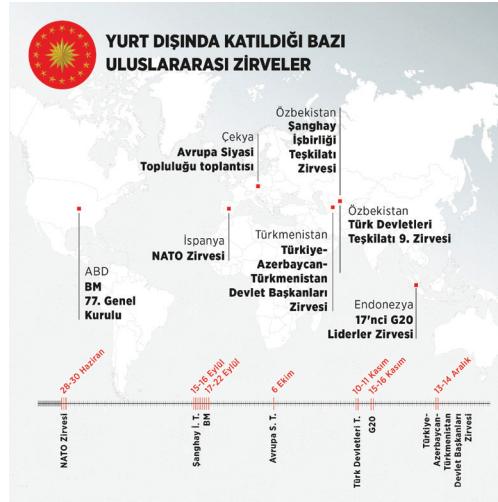 YURT DIŞINDA KATILDIĞI BAZI
ULUSLARARASI ZİRVELER
Özbekistan
Şanghay
İşbirliği
Teşkilatı
Zirvesi
Çekya
Avrupa Siyasi
Topluluğu toplantısı
Özbekistan
Türk Devletleri
Teşkilatı 9. Zirvesi
İspanya
NATO Zirvesi
Türkmenistan
Türkiye-
Azerbaycan-
Türkmenistan
Devlet Başkanları
Zirvesi
ABD
BM
77. Genel
Kurulu
Endonezya
17'nci G20
Liderler Zirvesi
28-30 Haziran
15-16 Eylül
17-22 Eylül
6 Ekim
10-11 Kasım
15-16 Kasım
13-14 Aralık
NATO Zirvesi
Şanghay İ. T.
BM
Avrupa S. T.
Türk Devletleri T.
G20
Türkiye-
Azerbaycan-
Türkmenistan
Devlet Başkanları
Zirvesi